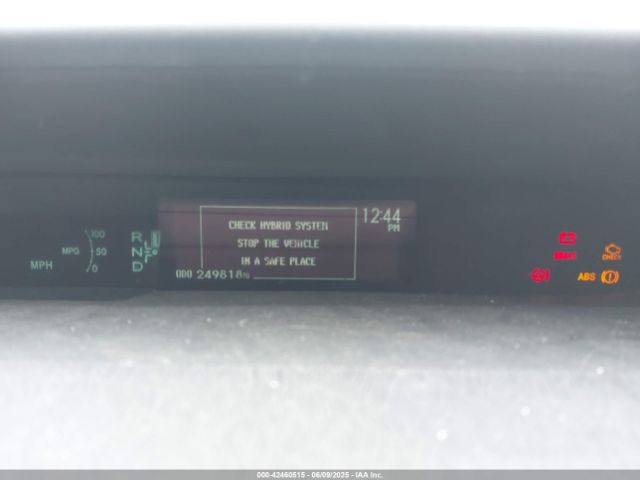 CHECK HYBRID SYSTEM
STOP THE VEHICLE
IN A SAFE PLACE
12:44
PM
ODO 249818
MPH
MPG
100
50
0
R
N
D
CHECK
ABS
000-42460515 - 06/09/2025 - IAA Inc.